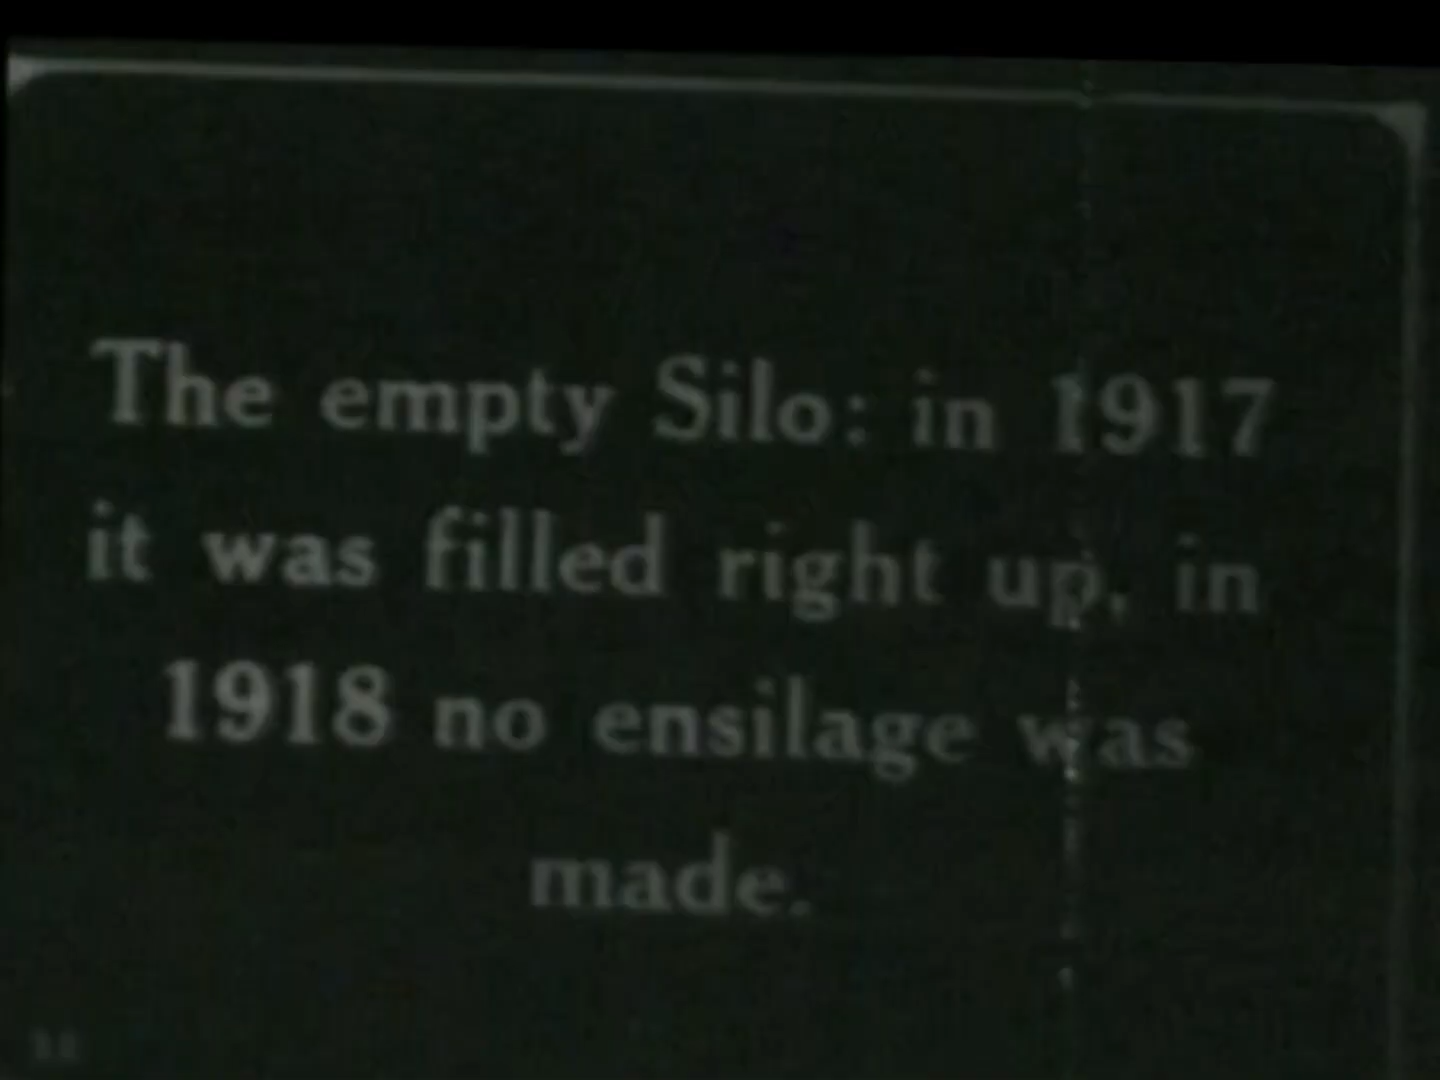 The empty Silo: in 1917
it was filled right up, in
1918 no ensilage was
made.